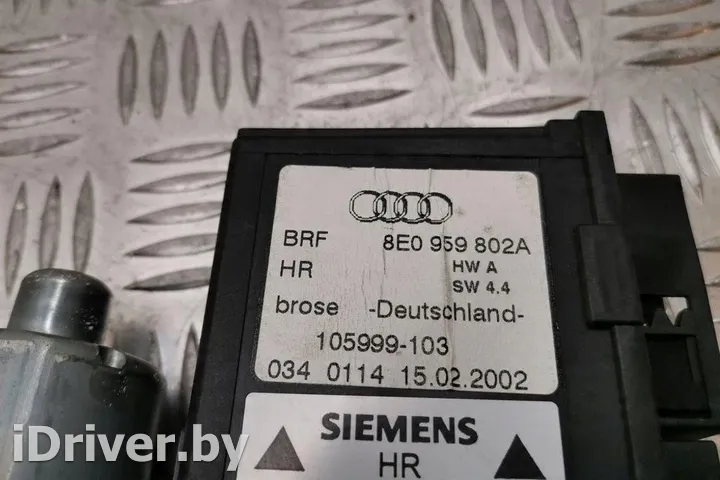 BRF 8E0 959 802A
HR HW A
SW 4.4
brose -Deutschland-
105999-103
034 0114 15.02.2002
SIEMENS
HR
iDriver.by